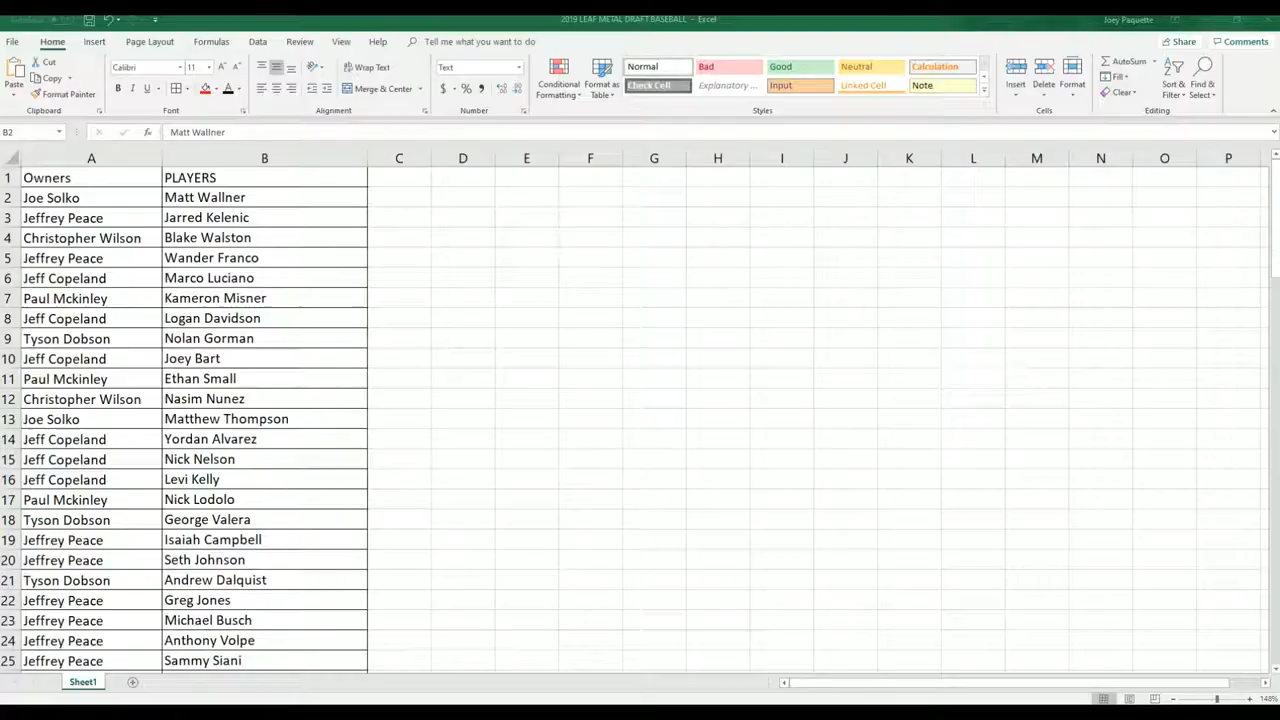 2019 LEAF METAL DRAFT BASEBALL - Excel
Joey Paquette
File Home Insert Page Layout Formulas Data Review View Help Tell me what you want to do
Share Comments
Paste
Cut
Copy
Format Painter
Clipboard
Calibri 11
Font
Wrap Text
Merge & Center
Alignment
Text
Number
Conditional Formatting
Format as Table
Normal Bad Good Neutral Calculation
Check Cell Explanatory ... Input Linked Cell Note
Styles
Insert Delete Format
Cells
AutoSum
Fill
Clear
Sort & Filter
Find & Select
Editing
B2 fx Matt Wallner
A B C D E F G H I J K L M N O P
1 Owners PLAYERS
2 Joe Solko Matt Wallner
3 Jeffrey Peace Jarred Kelenic
4 Christopher Wilson Blake Walston
5 Jeffrey Peace Wander Franco
6 Jeff Copeland Marco Luciano
7 Paul Mckinley Kameron Misner
8 Jeff Copeland Logan Davidson
9 Tyson Dobson Nolan Gorman
10 Jeff Copeland Joey Bart
11 Paul Mckinley Ethan Small
12 Christopher Wilson Nasim Nunez
13 Joe Solko Matthew Thompson
14 Jeff Copeland Yordan Alvarez
15 Jeff Copeland Nick Nelson
16 Jeff Copeland Levi Kelly
17 Paul Mckinley Nick Lodolo
18 Tyson Dobson George Valera
19 Jeffrey Peace Isaiah Campbell
20 Jeffrey Peace Seth Johnson
21 Tyson Dobson Andrew Dalquist
22 Jeffrey Peace Greg Jones
23 Jeffrey Peace Michael Busch
24 Jeffrey Peace Anthony Volpe
25 Jeffrey Peace Sammy Siani
Sheet1
148%